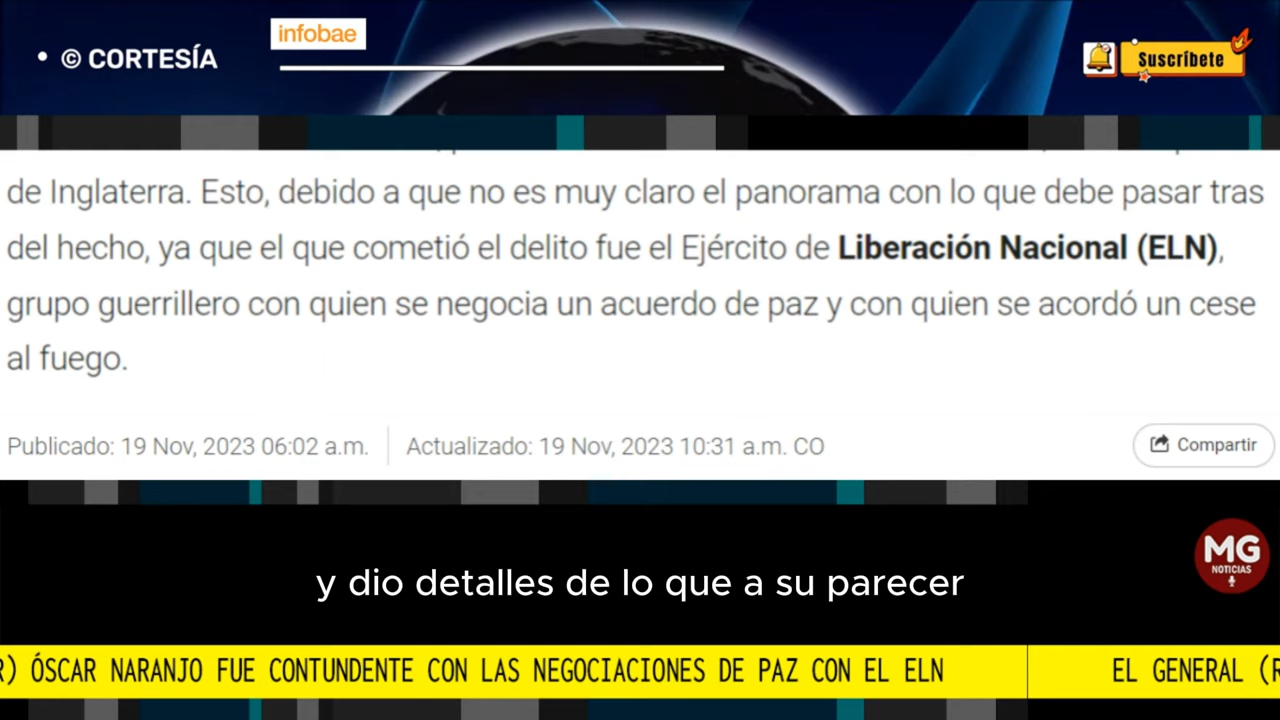 infobae
• © CORTESÍA
Suscríbete
de Inglaterra. Esto, debido a que no es muy claro el panorama con lo que debe pasar tras
del hecho, ya que el que cometió el delito fue el Ejército de Liberación Nacional (ELN),
grupo guerrillero con quien se negocia un acuerdo de paz y con quien se acordó un cese
al fuego.
Publicado: 19 Nov, 2023 06:02 a.m. Actualizado: 19 Nov, 2023 10:31 a.m. CO
Compartir
MG
NOTICIAS
y dio detalles de lo que a su parecer
R) ÓSCAR NARANJO FUE CONTUNDENTE CON LAS NEGOCIACIONES DE PAZ CON EL ELN
EL GENERAL (R